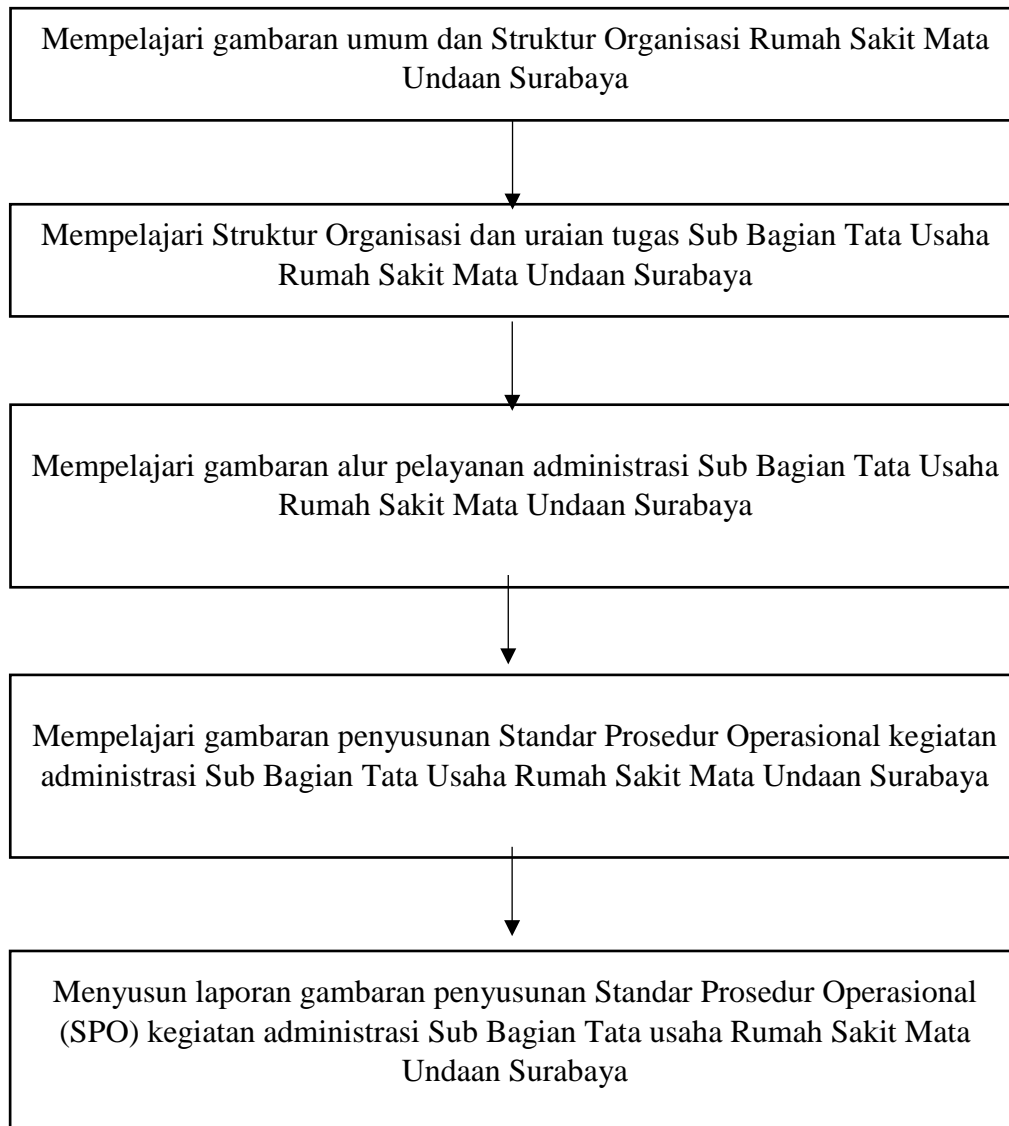 Mempelajari gambaran umum dan Struktur Organisasi Rumah Sakit Mata
Undaan Surabaya
Mempelajari Struktur Organisasi dan uraian tugas Sub Bagian Tata Usaha
Rumah Sakit Mata Undaan Surabaya
Mempelajari gambaran alur pelayanan administrasi Sub Bagian Tata Usaha
Rumah Sakit Mata Undaan Surabaya
Mempelajari gambaran penyusunan Standar Prosedur Operasional kegiatan
administrasi Sub Bagian Tata Usaha Rumah Sakit Mata Undaan Surabaya
Menyusun laporan gambaran penyusunan Standar Prosedur Operasional
(SPO) kegiatan administrasi Sub Bagian Tata usaha Rumah Sakit Mata
Undaan Surabaya